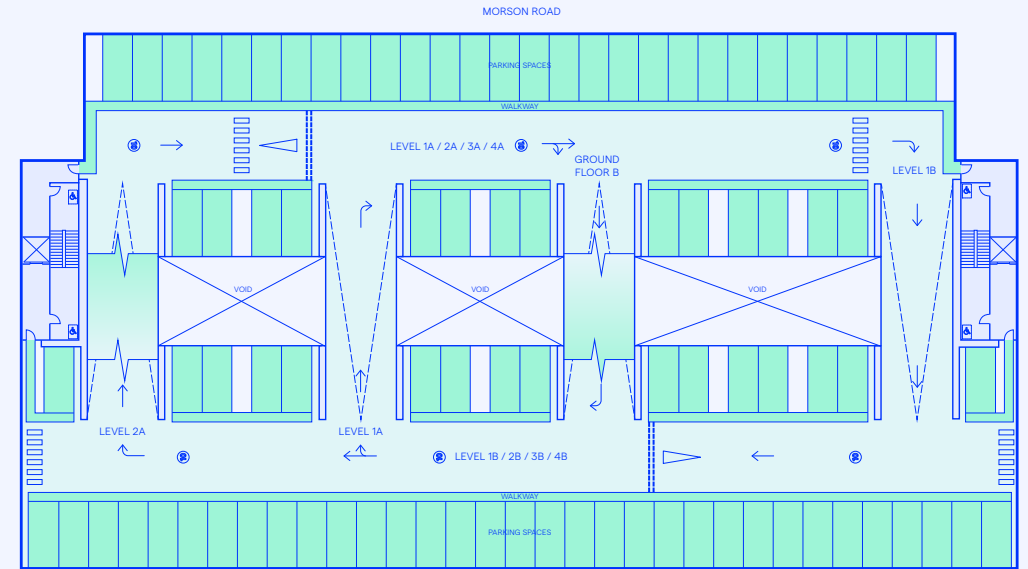 MORSON ROAD
PARKING SPACES
WALKWAY
LEVEL 1A / 2A / 3A / 4A
GROUND
FLOOR B
LEVEL 1B
VOID
VOID
VOID
LEVEL 2A
LEVEL 1A
LEVEL 1B / 2B / 3B / 4B
WALKWAY
PARKING SPACES